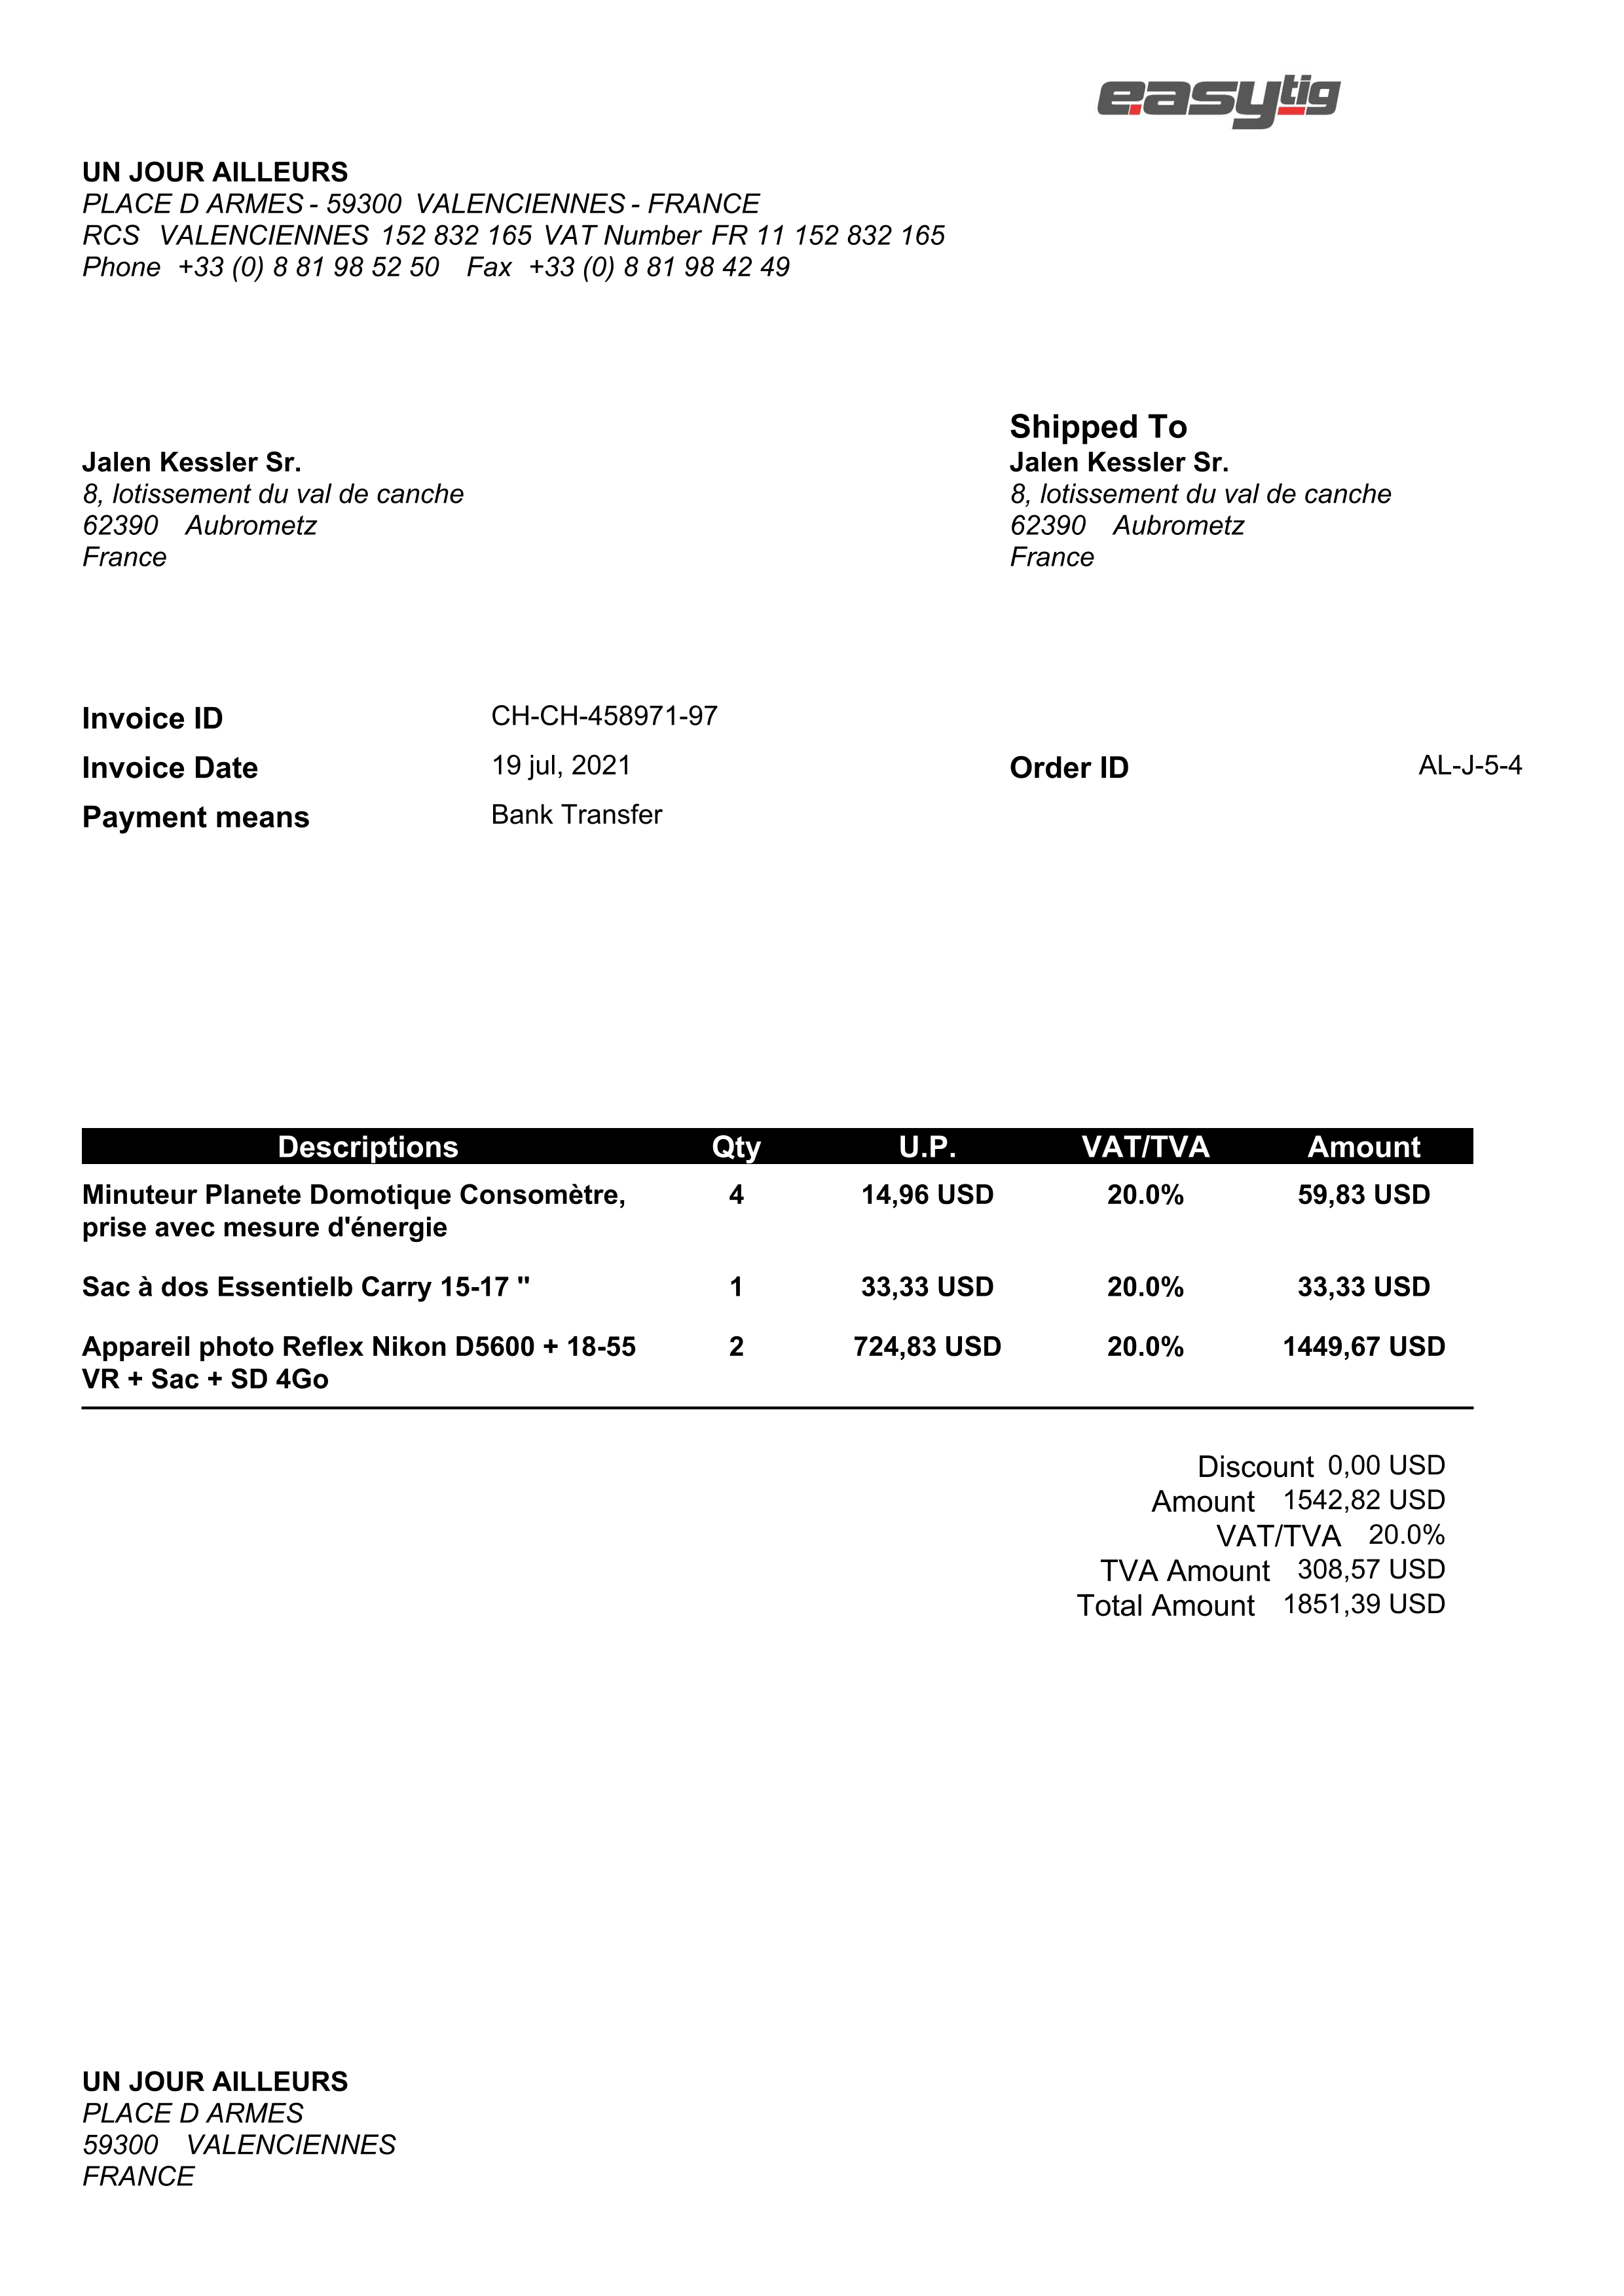 easytig
UN JOUR AILLEURS
PLACE D ARMES - 59300 VALENCIENNES - FRANCE
RCS VALENCIENNES 152 832 165 VAT Number FR 11 152 832 165
Phone +33 (0) 8 81 98 52 50 Fax +33 (0) 8 81 98 42 49
Shipped To
Jalen Kessler Sr. Jalen Kessler Sr.
8, lotissement du val de canche 8, lotissement du val de canche
62390 Aubrometz 62390 Aubrometz
France France
Invoice ID CH-CH-458971-97
Invoice Date 19 jul, 2021 Order ID AL-J-5-4
Payment means Bank Transfer
Descriptions Qty U.P. VAT/TVA Amount
Minuteur Planete Domotique Consomètre, 4 14,96 USD 20.0% 59,83 USD
prise avec mesure d'énergie
Sac à dos Essentielb Carry 15-17 " 1 33,33 USD 20.0% 33,33 USD
Appareil photo Reflex Nikon D5600 + 18-55 2 724,83 USD 20.0% 1449,67 USD
VR + Sac + SD 4Go
Discount 0,00 USD
Amount 1542,82 USD
VAT/TVA 20.0%
TVA Amount 308,57 USD
Total Amount 1851,39 USD
UN JOUR AILLEURS
PLACE D ARMES
59300 VALENCIENNES
FRANCE